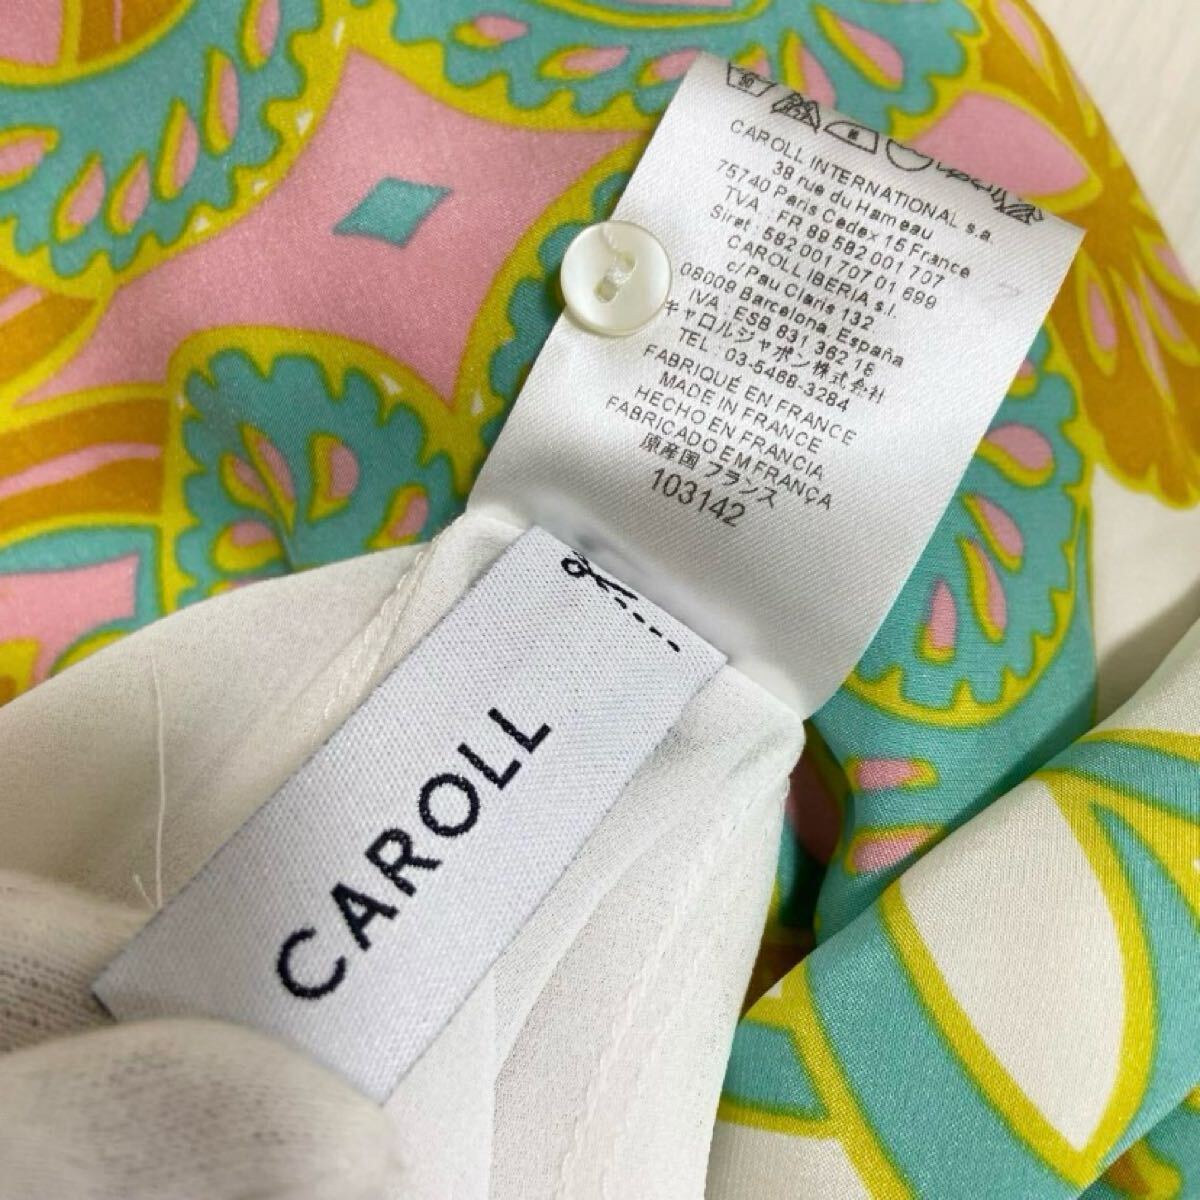 CAROLL INTERNATIONAL s.a.
38 rue du Hameau
75740 Paris Cedex 15 France
TVA : FR 89 582 001 707
Siret : 582 001 707 01 699
CAROLL IBERIA s.l.
c/Pau Claris 132
08009 Barcelona, España
IVA : ESB 831 362 18
キャロルジャポン株式会社
TEL : 03-5468-3284
FABRIQUÉ EN FRANCE
MADE IN FRANCE
HECHO EN FRANCIA
FABRICADO EM FRANÇA
原産国 フランス
103142
CAROLL